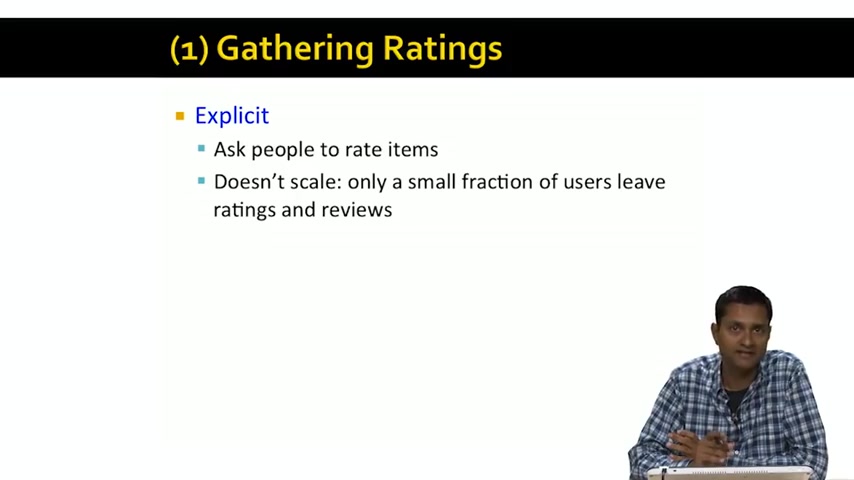 (1) Gathering Ratings
Explicit
Ask people to rate items
Doesn't scale: only a small fraction of users leave
ratings and reviews